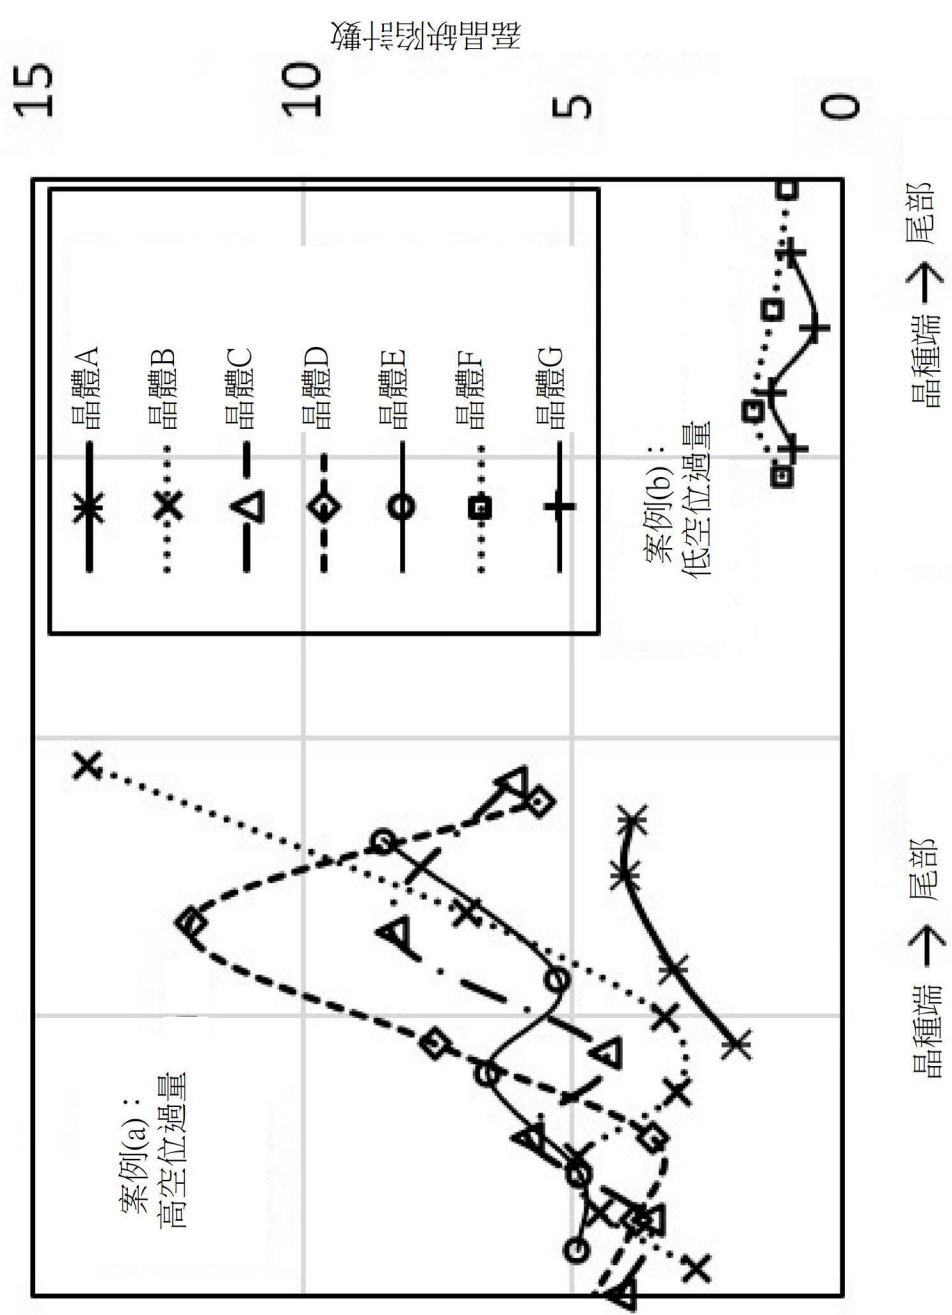 磊晶缺陷計數
15
10
5
0
案例(a)：
高空位過量
晶體A
晶體B
晶體C
晶體D
晶體E
晶體F
晶體G
案例(b)：
低空位過量
晶種端 → 尾部
晶種端 → 尾部